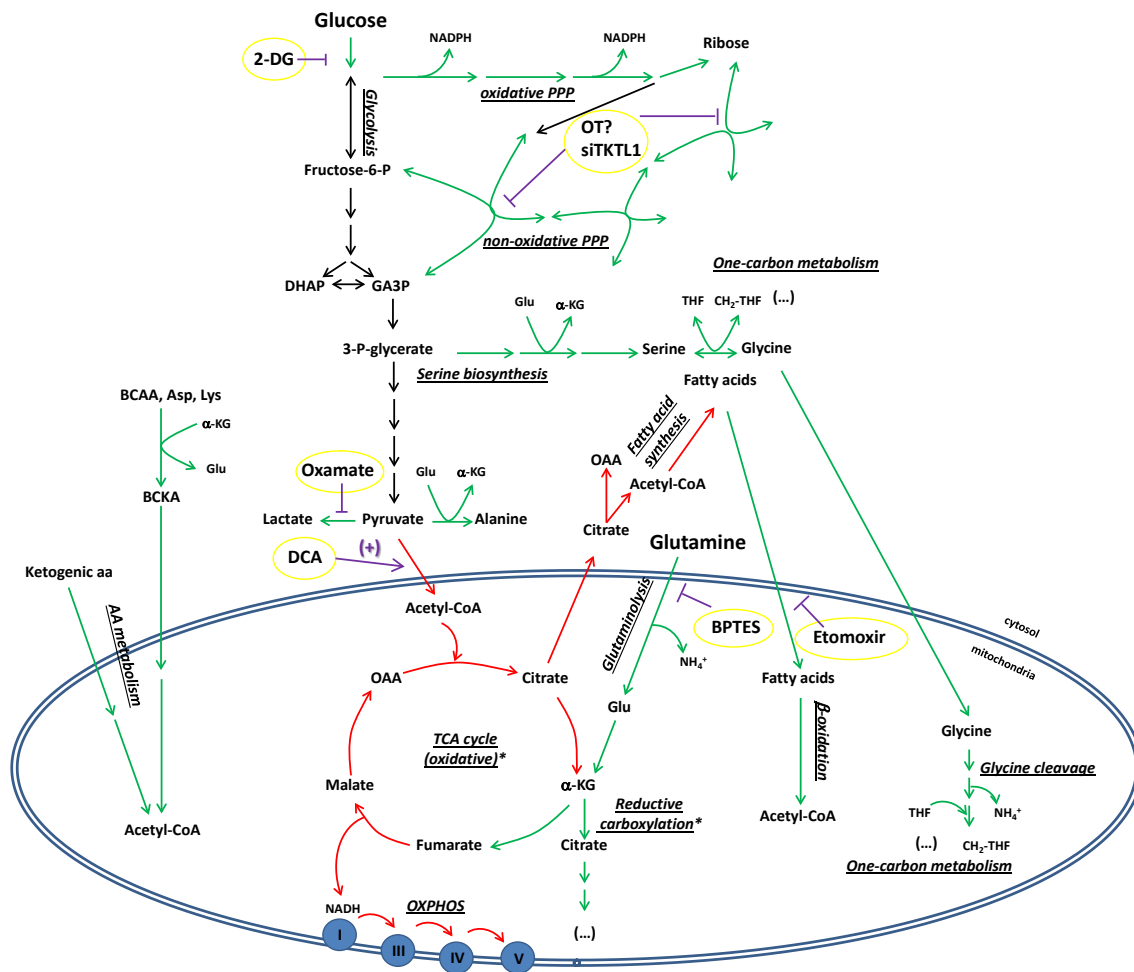 Glucose
2-DG
NADPH
NADPH
Ribose
oxidative PPP
Glycolysis
OT?
siTKTL1
Fructose-6-P
non-oxidative PPP
One-carbon metabolism
DHAP
GA3P
Glu
α-KG
THF
CH₂-THF
(…)
3-P-glycerate
Serine
Glycine
Serine biosynthesis
Fatty acids
BCAA, Asp, Lys
α-KG
Glu
BCKA
Fatty acid
synthesis
OAA
Acetyl-CoA
Oxamate
Glu
α-KG
Lactate
Pyruvate
Alanine
Citrate
Glutamine
(+)
DCA
Ketogenic aa
AA metabolism
Acetyl-CoA
Glutaminolysis
BPTES
Etomoxir
cytosol
mitochondria
NH₄⁺
OAA
Citrate
Fatty acids
Glu
β-oxidation
Glycine
TCA cycle
(oxidative)*
Glycine cleavage
Malate
α-KG
Reductive
carboxylation*
THF
NH₄⁺
Acetyl-CoA
Acetyl-CoA
Fumarate
Citrate
(…)
CH₂-THF
One-carbon metabolism
NADH
OXPHOS
(…)
I
III
IV
V